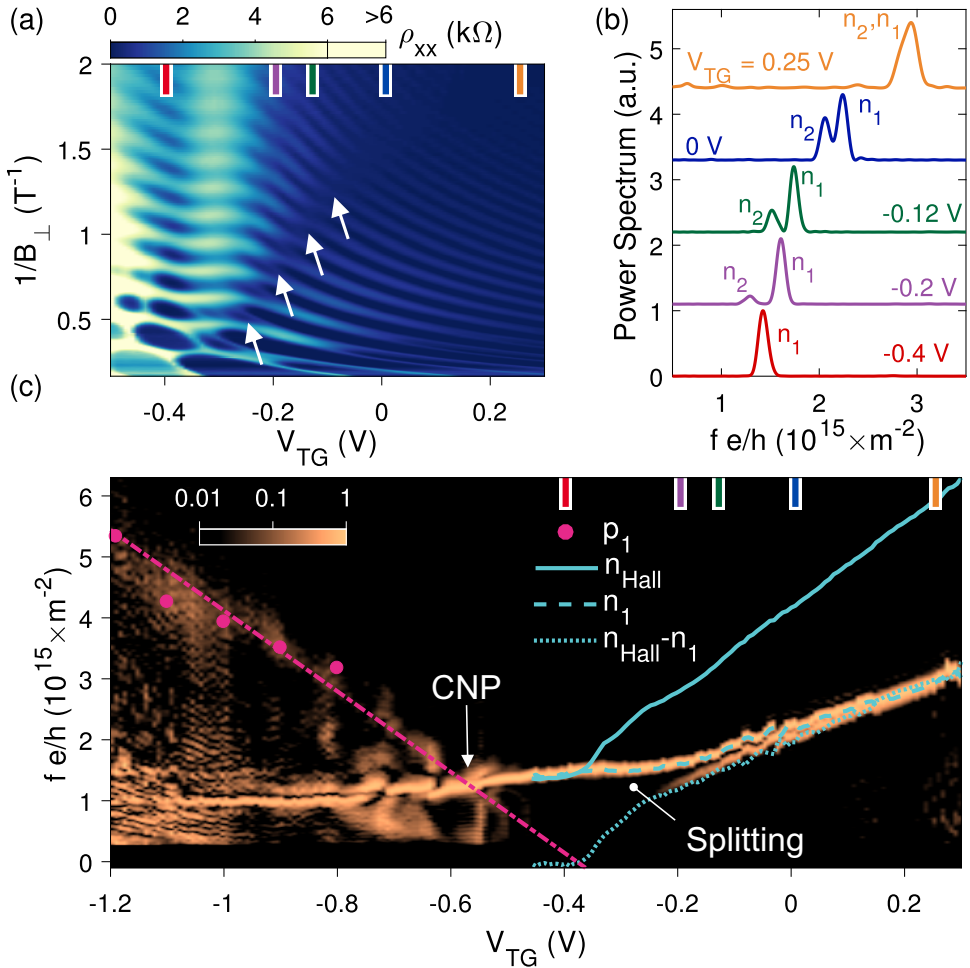 (a)
0 2 4 6 >6
ρxx (kΩ)
2
1.5
1
0.5
1/B⊥ (T⁻¹)
-0.4 -0.2 0 0.2
VTG (V)
(b)
n2,n1
VTG = 0.25 V
n2 n1
0 V
n2 n1
-0.12 V
n2 n1
-0.2 V
n1
-0.4 V
5
4
3
2
1
0
Power Spectrum (a.u.)
1 2 3
f e/h (10¹⁵×m⁻²)
(c)
0.01 0.1 1
p1
nHall
n1
nHall-n1
CNP
Splitting
6
5
4
3
2
1
0
f e/h (10¹⁵×m⁻²)
-1.2 -1 -0.8 -0.6 -0.4 -0.2 0 0.2
VTG (V)